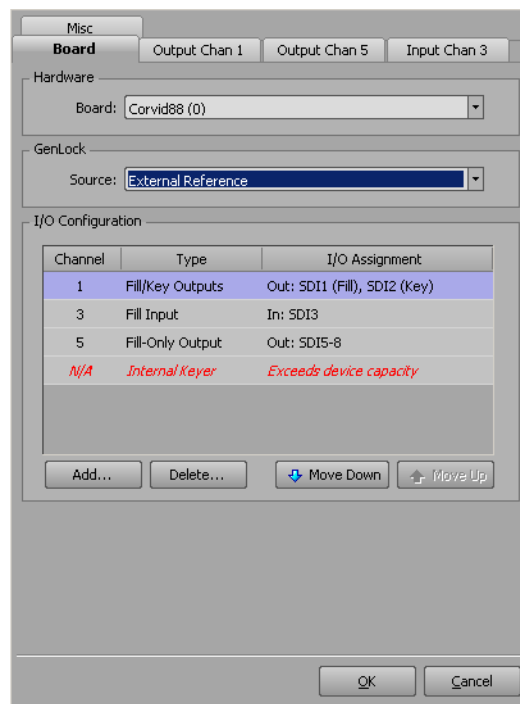 Misc
Board Output Chan 1 Output Chan 5 Input Chan 3
Hardware
Board: Corvid88 (0)
GenLock
Source: External Reference
I/O Configuration
Channel Type I/O Assignment
1 Fill/Key Outputs Out: SDI1 (Fill), SDI2 (Key)
3 Fill Input In: SDI3
5 Fill-Only Output Out: SDI5-8
N/A Internal Keyer Exceeds device capacity
Add... Delete... Move Down Move Up
OK Cancel